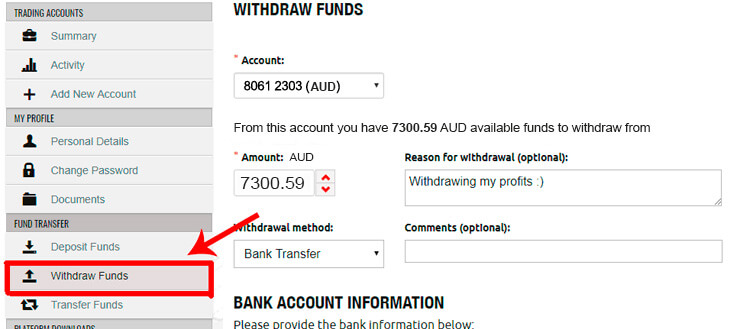 TRADING ACCOUNTS
Summary
Activity
Add New Account
MY PROFILE
Personal Details
Change Password
Documents
FUND TRANSFER
Deposit Funds
Withdraw Funds
Transfer Funds
PLATFORM DOWNLOADS
WITHDRAW FUNDS
* Account:
8061 2303 (AUD)
From this account you have 7300.59 AUD available funds to withdraw from
* Amount: AUD
7300.59
Reason for withdrawal (optional):
Withdrawing my profits :)
Withdrawal method:
Bank Transfer
Comments (optional):
BANK ACCOUNT INFORMATION
Please provide the bank information below: